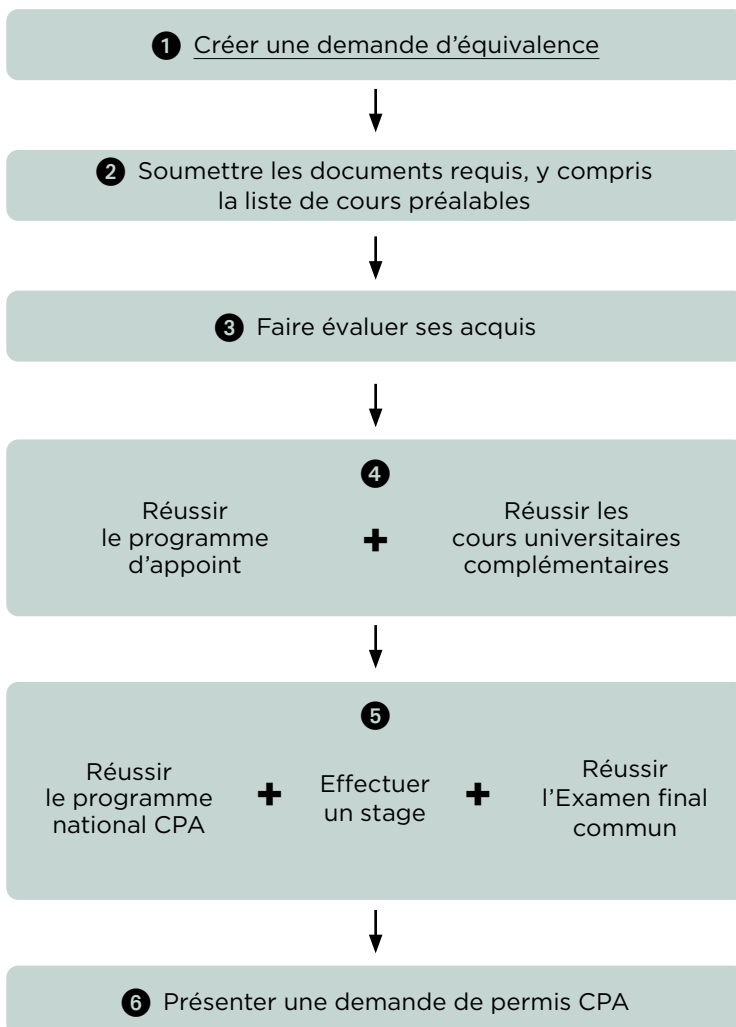 1 Créer une demande d'équivalence
2 Soumettre les documents requis, y compris
la liste de cours préalables
3 Faire évaluer ses acquis
4
Réussir
le programme
d'appoint
+
Réussir les
cours universitaires
complémentaires
5
Réussir
le programme
national CPA
+
Effectuer
un stage
+
Réussir
l'Examen final
commun
6 Présenter une demande de permis CPA